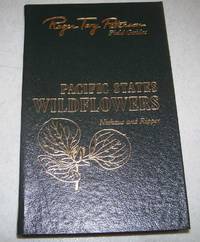 Roger Tory Peterson
Field Guides
PACIFIC STATES
WILDFLOWERS
Niehaus and Ripper